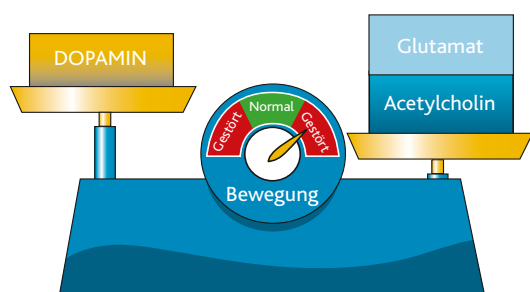 DOPAMIN
Glutamat
Acetylcholin
Gestört
Normal
Gestört
Bewegung